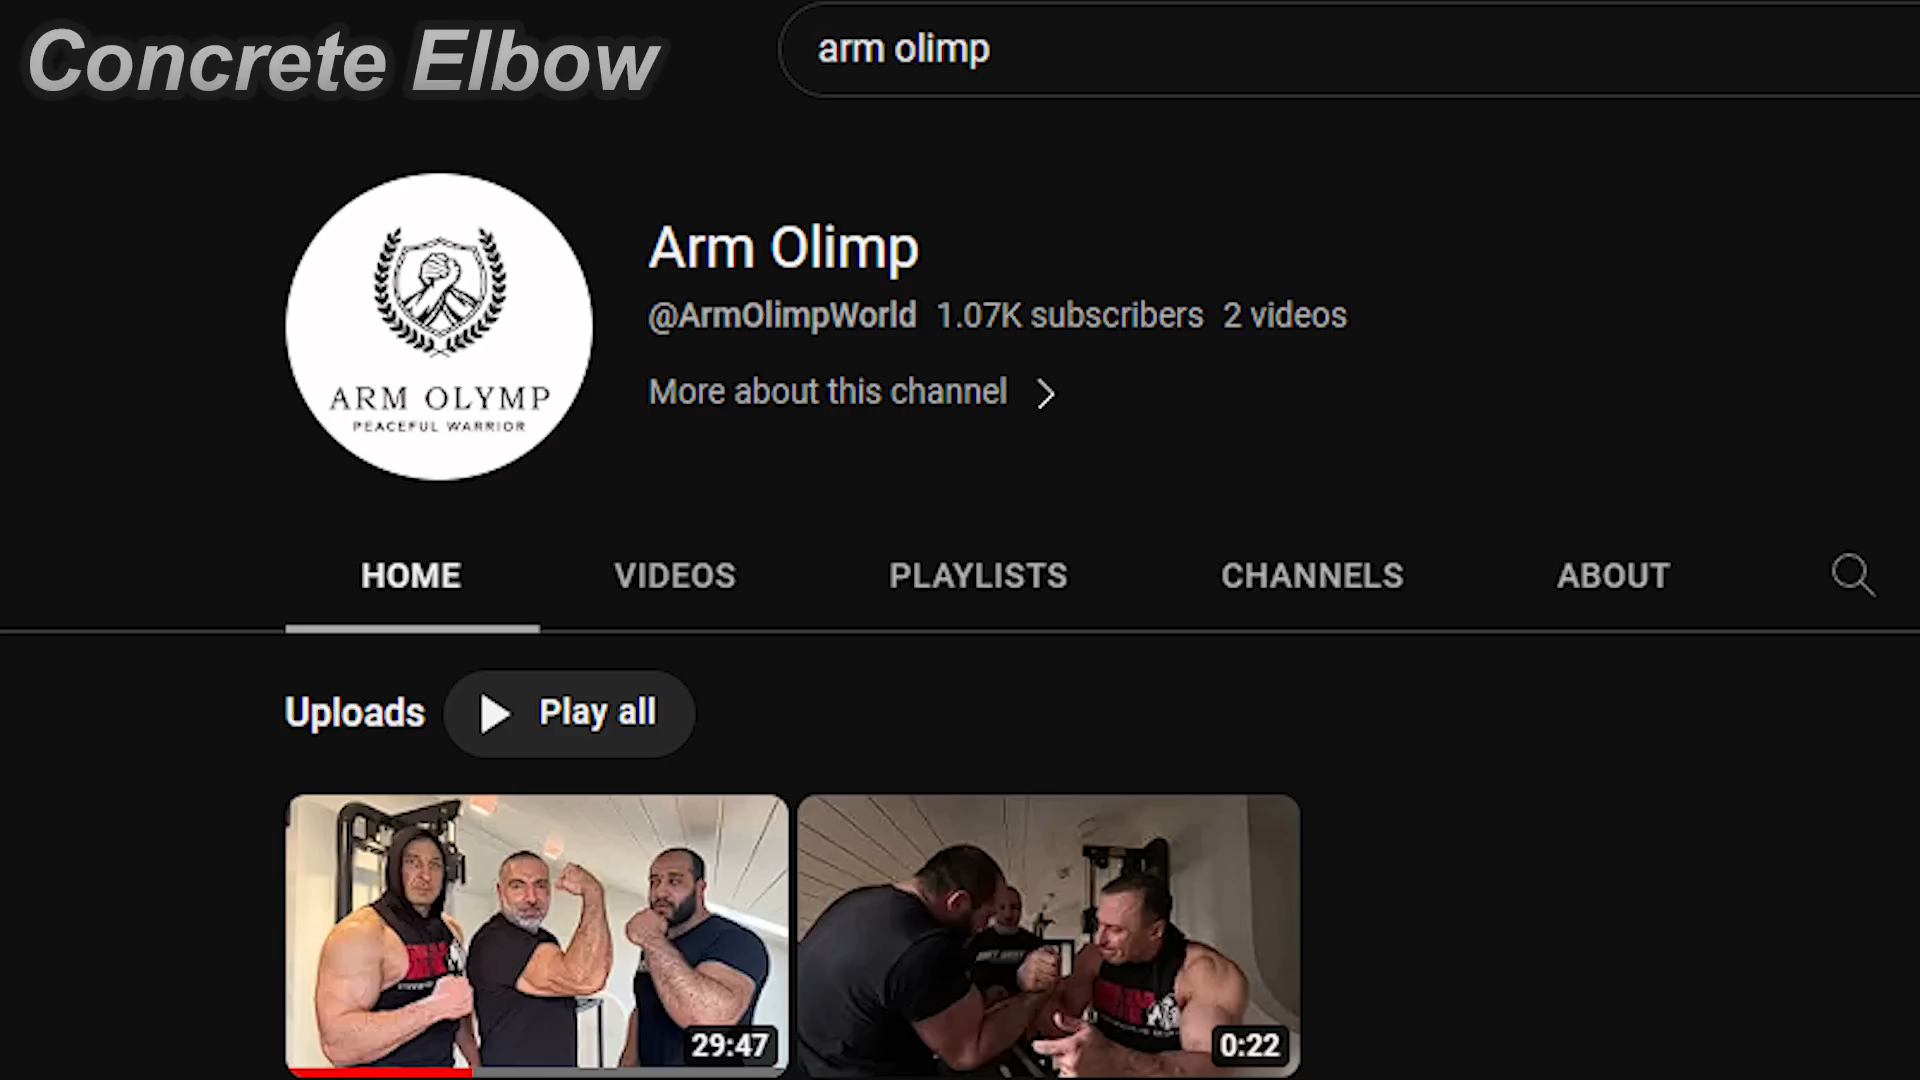 Concrete Elbow
arm olimp
Arm Olimp
@ArmOlimpWorld 1.07K subscribers 2 videos
More about this channel
ARM OLYMP
PEACEFUL WARRIOR
HOME VIDEOS PLAYLISTS CHANNELS ABOUT
Uploads Play all
29:47 0:22